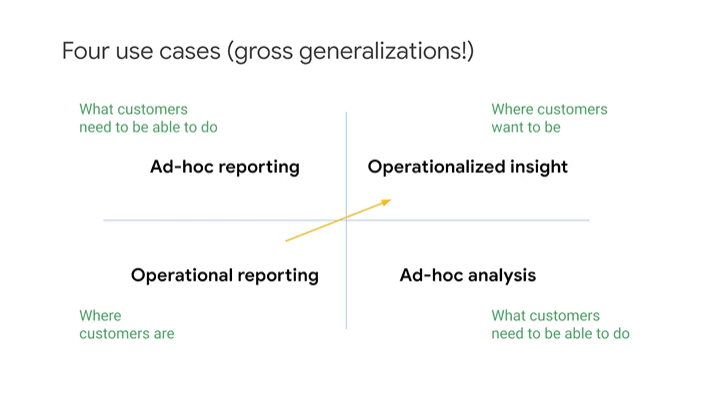 Four use cases (gross generalizations!)
What customers
need to be able to do
Where customers
want to be
Ad-hoc reporting
Operationalized insight
Operational reporting
Ad-hoc analysis
Where
customers are
What customers
need to be able to do